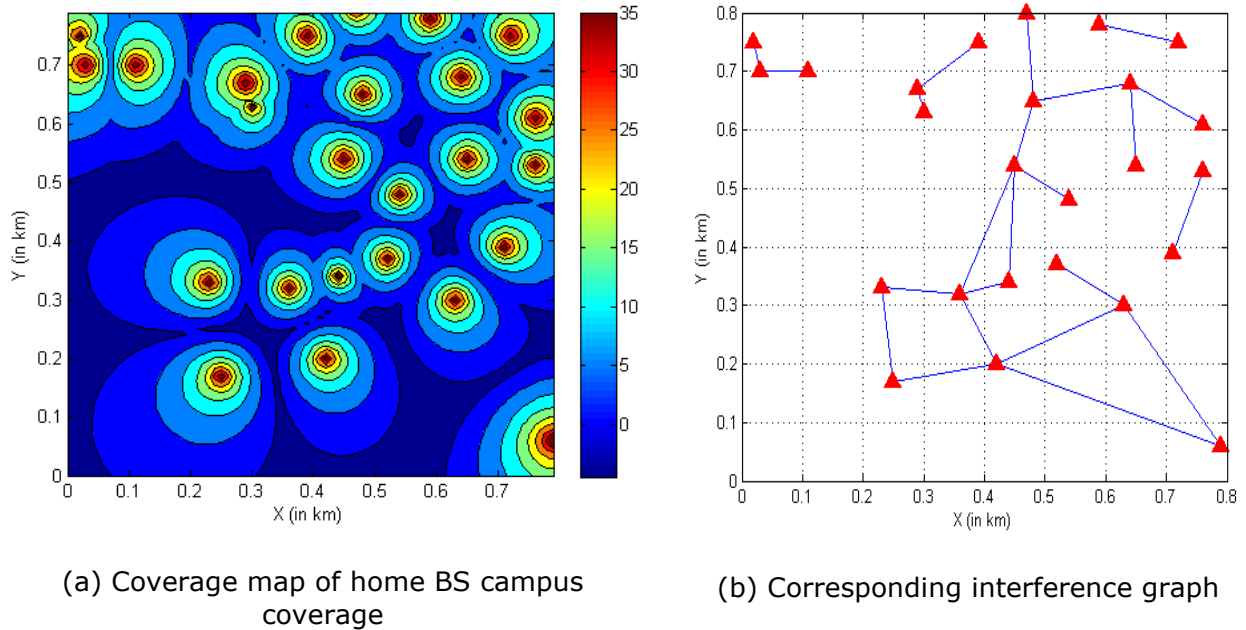 35
30
25
20
15
10
5
0
0.7
0.6
0.5
0.4
0.3
0.2
0.1
0
Y (in km)
0 0.1 0.2 0.3 0.4 0.5 0.6 0.7
X (in km)
0.8
0.7
0.6
0.5
0.4
0.3
0.2
0.1
0
Y (in km)
0 0.1 0.2 0.3 0.4 0.5 0.6 0.7 0.8
X (in km)
(a) Coverage map of home BS campus
coverage
(b) Corresponding interference graph